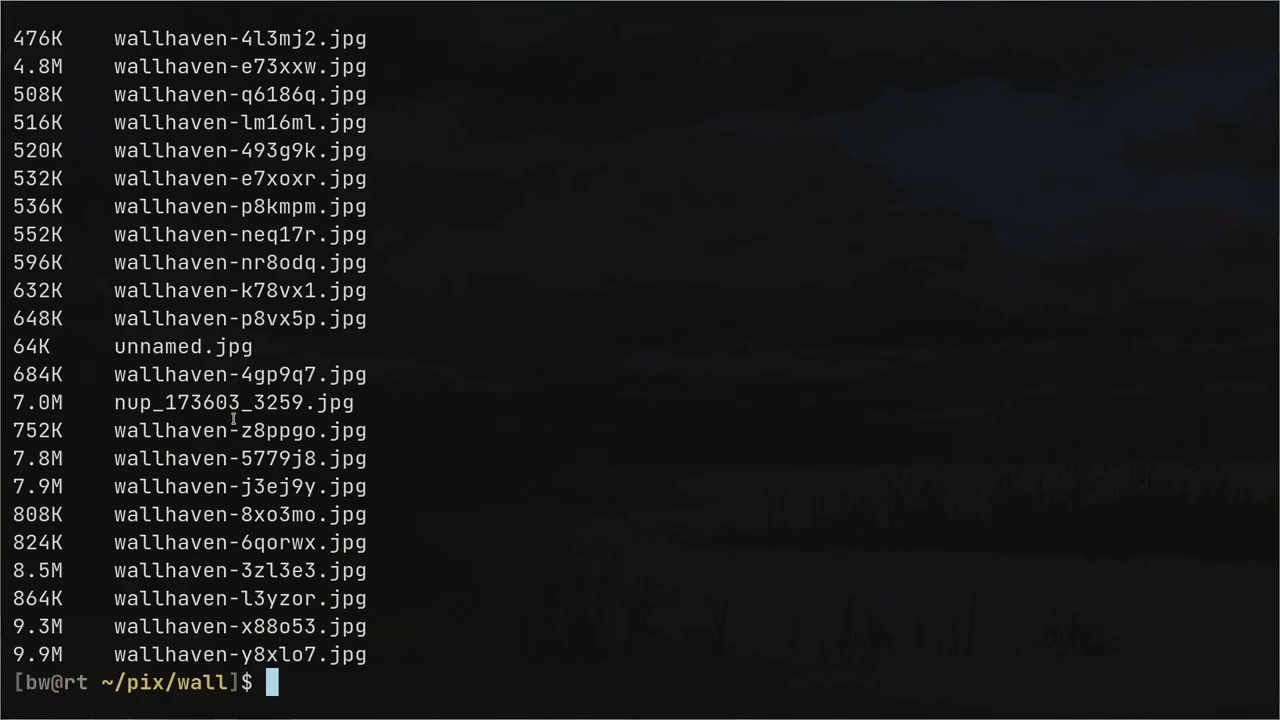 476K wallhaven-4l3mj2.jpg
4.8M wallhaven-e73xxw.jpg
508K wallhaven-q6186q.jpg
516K wallhaven-lm16ml.jpg
520K wallhaven-493g9k.jpg
532K wallhaven-e7xoxr.jpg
536K wallhaven-p8kmpm.jpg
552K wallhaven-neq17r.jpg
596K wallhaven-nr8odq.jpg
632K wallhaven-k78vx1.jpg
648K wallhaven-p8vx5p.jpg
64K unnamed.jpg
684K wallhaven-4gp9q7.jpg
7.0M nup_173603_3259.jpg
752K wallhaven-z8ppgo.jpg
7.8M wallhaven-5779j8.jpg
7.9M wallhaven-j3ej9y.jpg
808K wallhaven-8xo3mo.jpg
824K wallhaven-6qorwx.jpg
8.5M wallhaven-3zl3e3.jpg
864K wallhaven-l3yzor.jpg
9.3M wallhaven-x88o53.jpg
9.9M wallhaven-y8xlo7.jpg
[bw@rt ~/pix/wall]$